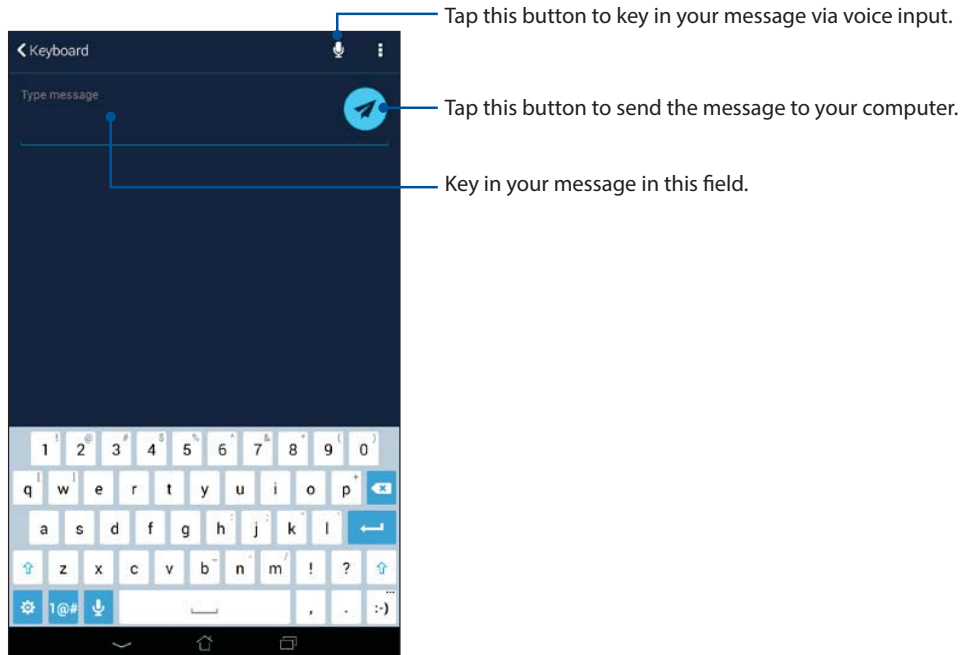 Tap this button to key in your message via voice input.
Keyboard
Type message
Tap this button to send the message to your computer.
Key in your message in this field.
1 ! 2 @ 3 # 4 $ 5 % 6 ^ 7 & 8 * 9 ( 0 )
q [ w ] e r t y u i o p +
a s d f g h j k l
z x c v b n m / ! ?
1@# , . :-)